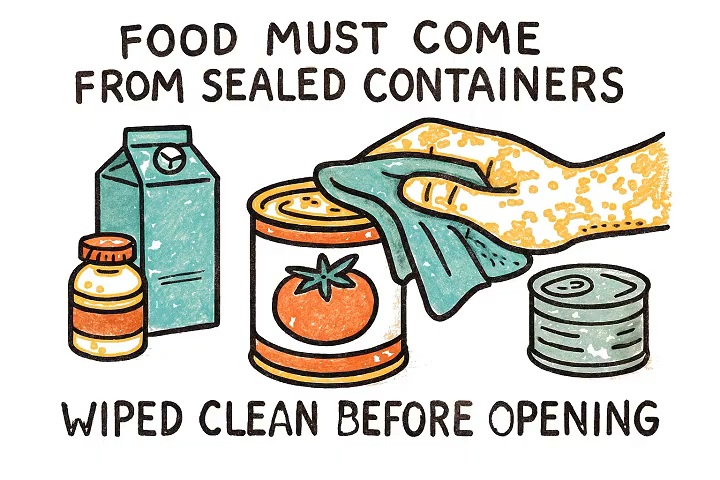 FOOD MUST COME
FROM SEALED CONTAINERS
WIPED CLEAN BEFORE OPENING